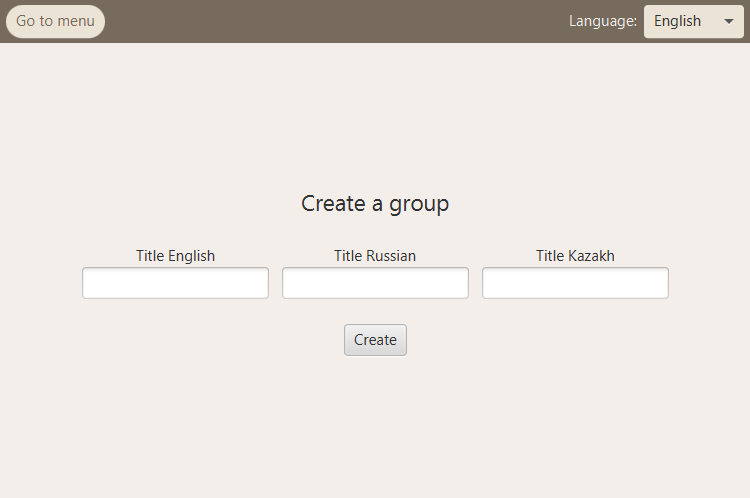 Go to menu
Language: English
Create a group
Title English
Title Russian
Title Kazakh
Create